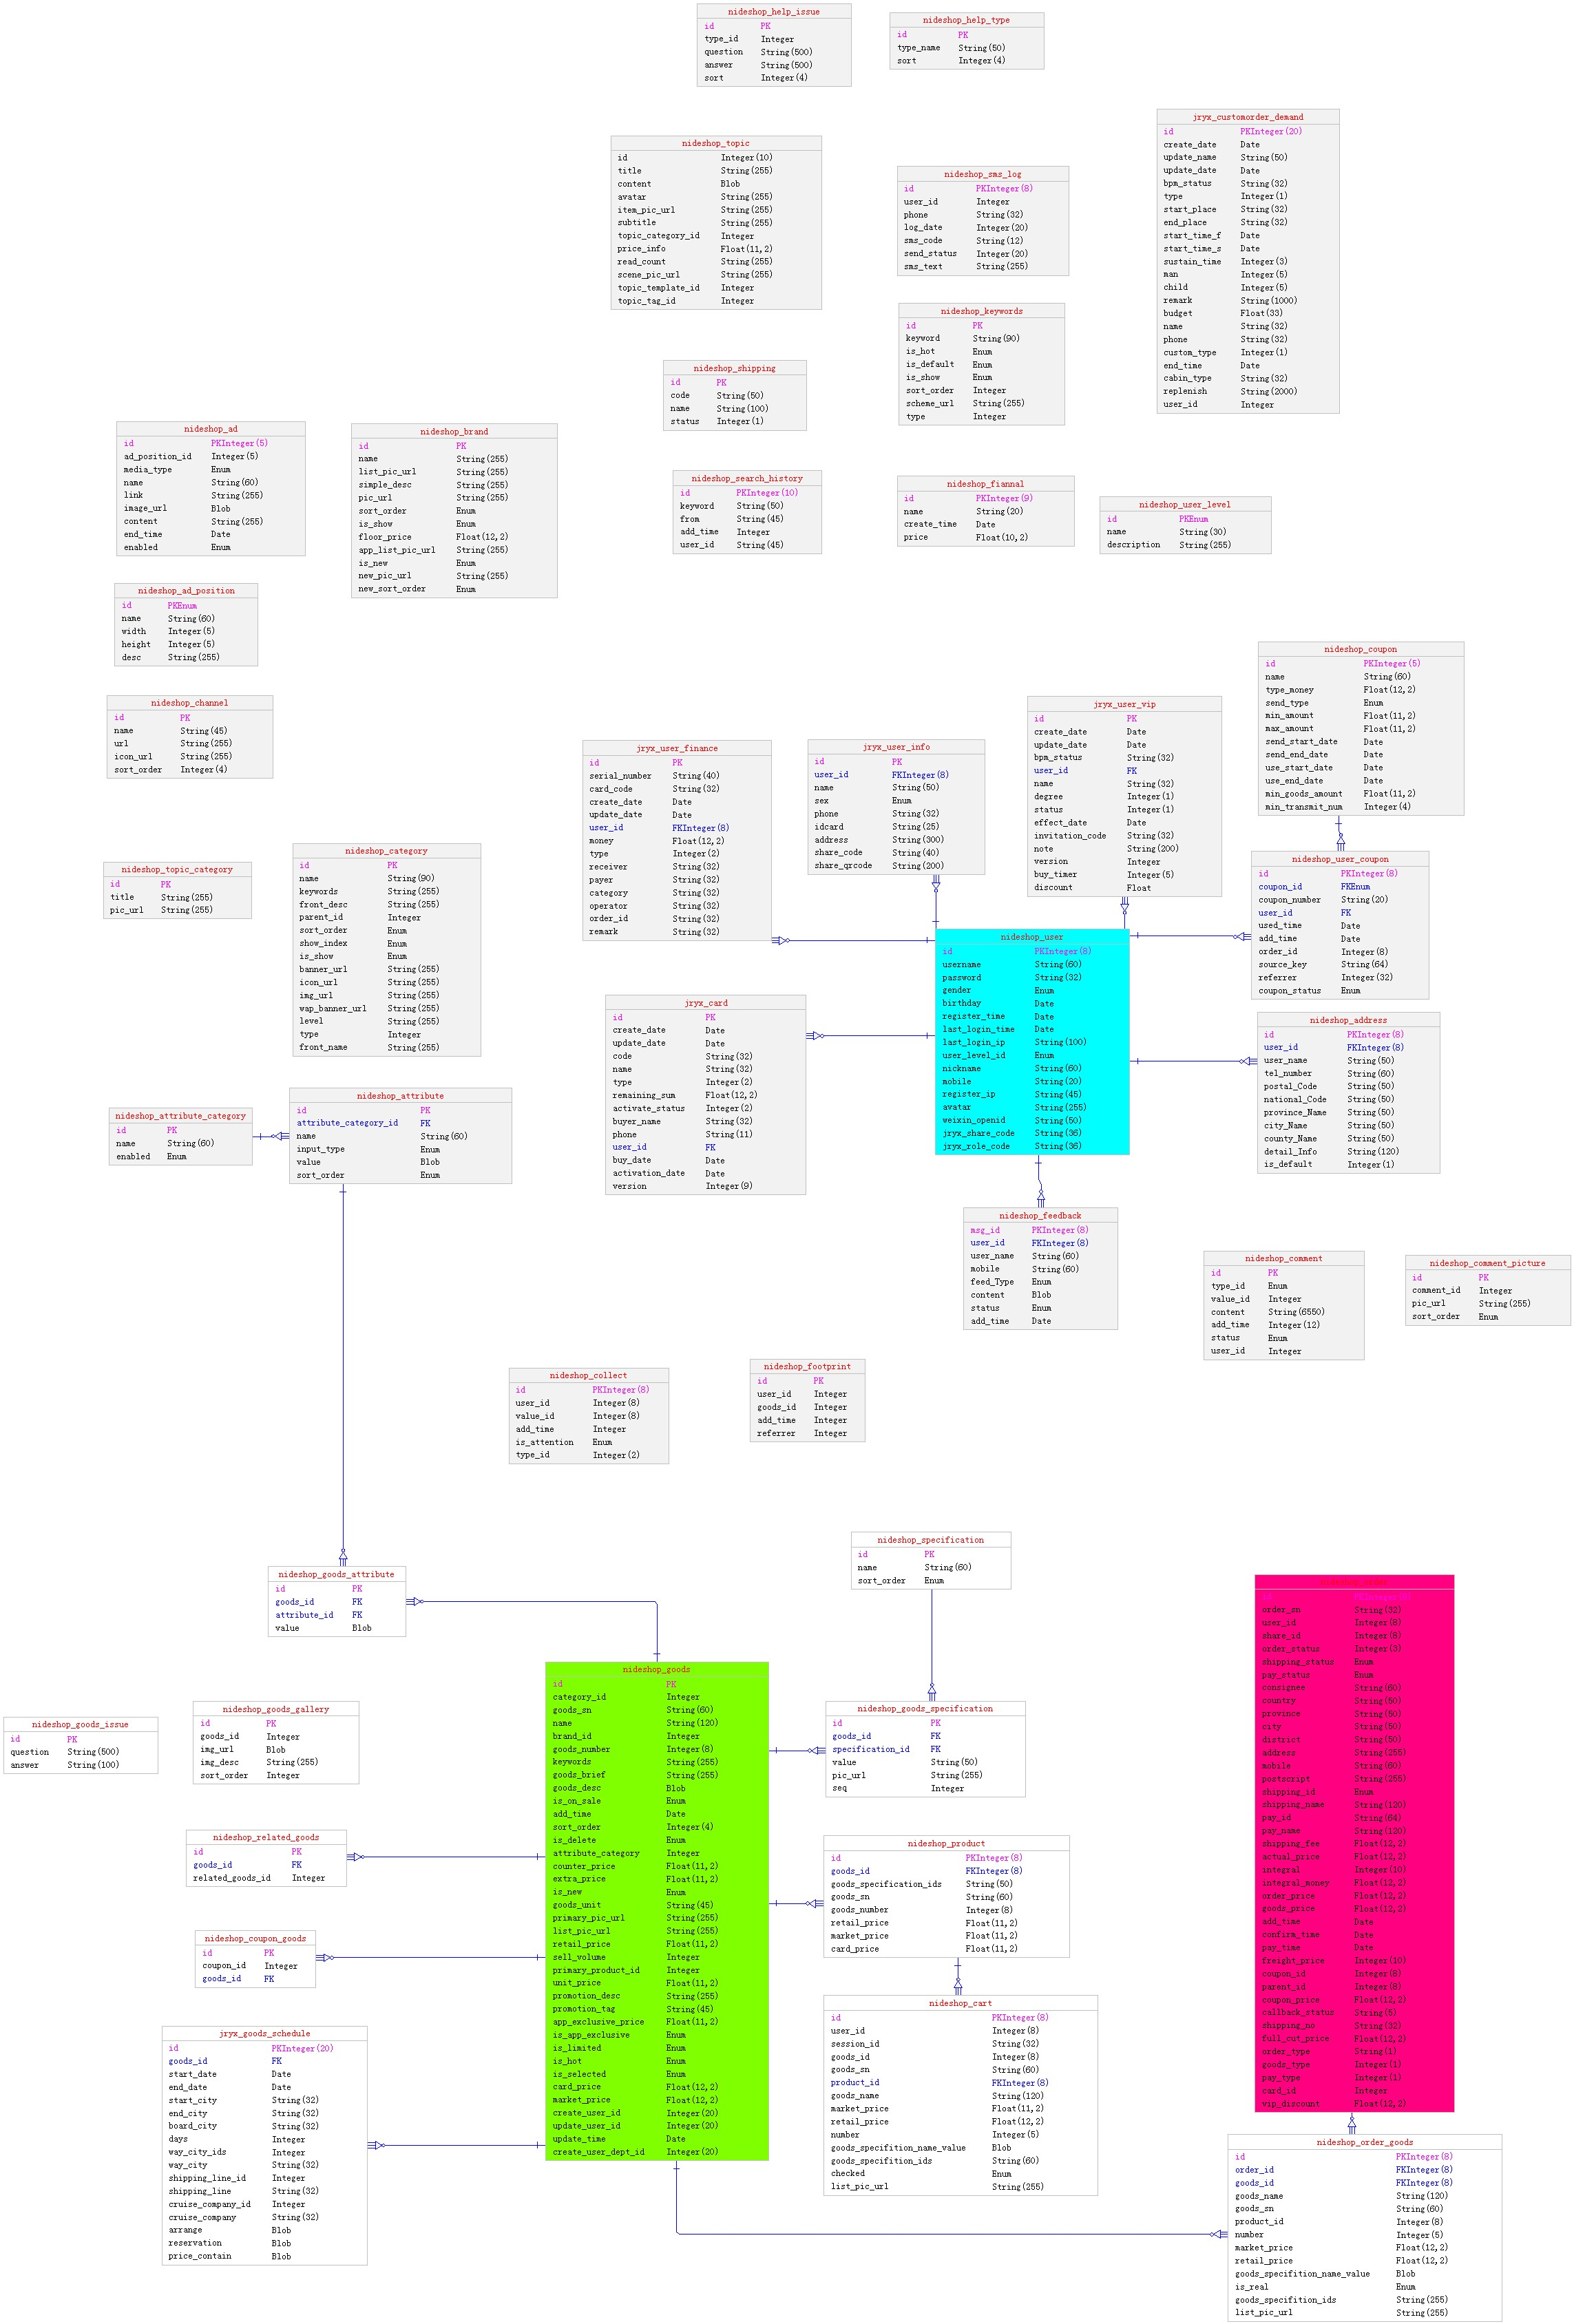 nideshop_help_issue
id PK
type_id Integer
question String(500)
answer String(500)
sort Integer(4)
nideshop_help_type
id PK
type_name String(50)
sort Integer(4)
jryx_customorder_demand
id PKInteger(20)
create_date Date
update_name String(50)
update_date Date
bpm_status String(32)
type Integer(1)
start_place String(32)
end_place String(32)
start_time_f Date
start_time_s Date
sustain_time Integer(3)
man Integer(5)
child Integer(5)
remark String(1000)
budget Float(33)
name String(32)
phone String(32)
custom_type Integer(1)
end_time Date
cabin_type String(32)
replenish String(2000)
user_id Integer
nideshop_topic
id Integer(10)
title String(255)
content Blob
avatar String(255)
item_pic_url String(255)
subtitle String(255)
topic_category_id Integer
price_info Float(11,2)
read_count String(255)
scene_pic_url String(255)
topic_template_id Integer
topic_tag_id Integer
nideshop_sms_log
id PKInteger(8)
user_id Integer
phone String(32)
log_date Integer(20)
sms_code String(12)
send_status Integer(20)
sms_text String(255)
nideshop_keywords
id PK
keyword String(90)
is_hot Enum
is_default Enum
is_show Enum
sort_order Integer
scheme_url String(255)
type Integer
nideshop_shipping
id PK
code String(50)
name String(100)
status Integer(1)
nideshop_ad
id PKInteger(5)
ad_position_id Integer(5)
media_type Enum
name String(60)
link String(255)
image_url Blob
content String(255)
end_time Date
enabled Enum
nideshop_brand
id PK
name String(255)
list_pic_url String(255)
simple_desc String(255)
pic_url String(255)
sort_order Enum
is_show Enum
floor_price Float(12,2)
app_list_pic_url String(255)
is_new Enum
new_pic_url String(255)
new_sort_order Enum
nideshop_search_history
id PKInteger(10)
keyword String(50)
from String(45)
add_time Integer
user_id String(45)
nideshop_fiannal
id PKInteger(9)
name String(20)
create_time Date
price Float(10,2)
nideshop_user_level
id PKEnum
name String(30)
description String(255)
nideshop_ad_position
id PKEnum
name String(60)
width Integer(5)
height Integer(5)
desc String(255)
nideshop_channel
id PK
name String(45)
url String(255)
icon_url String(255)
sort_order Integer(4)
nideshop_coupon
id PKInteger(5)
name String(60)
type_money Float(12,2)
send_type Enum
min_amount Float(11,2)
max_amount Float(11,2)
send_start_date Date
send_end_date Date
use_start_date Date
use_end_date Date
min_goods_amount Float(11,2)
min_transmit_num Integer(4)
jryx_user_vip
id PK
create_date Date
update_date Date
bpm_status String(32)
user_id FK
name String(32)
degree Integer(1)
status Integer(1)
effect_date Date
invitation_code String(32)
note String(200)
version Integer
buy_timer Integer(5)
discount Float
jryx_user_finance
id PK
serial_number String(40)
card_code String(32)
create_date Date
update_date Date
user_id FKInteger(8)
money Float(12,2)
type Integer(2)
receiver String(32)
payer String(32)
category String(32)
operator String(32)
order_id String(32)
remark String(32)
jryx_user_info
id PK
user_id FKInteger(8)
name String(50)
sex Enum
phone String(32)
idcard String(25)
address String(300)
share_code String(40)
share_qrcode String(200)
nideshop_category
id PK
name String(90)
keywords String(255)
front_desc String(255)
parent_id Integer
sort_order Enum
show_index Enum
is_show Enum
banner_url String(255)
icon_url String(255)
img_url String(255)
wap_banner_url String(255)
level String(255)
type Integer
front_name String(255)
nideshop_topic_category
id PK
title String(255)
pic_url String(255)
nideshop_user_coupon
id PKInteger(8)
coupon_id FKEnum
coupon_number String(20)
user_id FK
used_time Date
add_time Date
order_id Integer(8)
source_key String(64)
referrer Integer(32)
coupon_status Enum
nideshop_user
id PKInteger(8)
username String(60)
password String(32)
gender Enum
birthday Date
register_time Date
last_login_time Date
last_login_ip String(100)
user_level_id Enum
nickname String(60)
mobile String(20)
register_ip String(45)
avatar String(255)
weixin_openid String(50)
jryx_share_code String(36)
jryx_role_code String(36)
jryx_card
id PK
create_date Date
update_date Date
code String(32)
name String(32)
type Integer(2)
remaining_sum Float(12,2)
activate_status Integer(2)
buyer_name String(32)
phone String(11)
user_id FK
buy_date Date
activation_date Date
version Integer(9)
nideshop_address
id PKInteger(8)
user_id FKInteger(8)
user_name String(50)
tel_number String(60)
postal_Code String(50)
national_Code String(50)
province_Name String(50)
city_Name String(50)
county_Name String(50)
detail_Info String(120)
is_default Integer(1)
nideshop_attribute_category
id PK
name String(60)
enabled Enum
nideshop_attribute
id PK
attribute_category_id FK
name String(60)
input_type Enum
value Blob
sort_order Enum
nideshop_feedback
msg_id PKInteger(8)
user_id FKInteger(8)
user_name String(60)
mobile String(60)
feed_Type Enum
content Blob
status Enum
add_time Date
nideshop_comment
id PK
type_id Enum
value_id Integer
content String(6550)
add_time Integer(12)
status Enum
user_id Integer
nideshop_comment_picture
id PK
comment_id Integer
pic_url String(255)
sort_order Enum
nideshop_collect
id PKInteger(8)
user_id Integer(8)
value_id Integer(8)
add_time Integer
is_attention Enum
type_id Integer(2)
nideshop_footprint
id PK
user_id Integer
goods_id Integer
add_time Integer
referrer Integer
nideshop_specification
id PK
name String(60)
sort_order Enum
nideshop_goods_attribute
id PK
goods_id FK
attribute_id FK
value Blob
order_sn String(32)
user_id Integer(8)
share_id Integer(8)
order_status Integer(3)
shipping_status Enum
pay_status Enum
consignee String(60)
country String(50)
province String(50)
city String(50)
district String(50)
address String(255)
mobile String(60)
postscript String(255)
shipping_id Enum
shipping_name String(120)
pay_id String(64)
pay_name String(120)
shipping_fee Float(12,2)
actual_price Float(12,2)
integral Integer(10)
integral_money Float(12,2)
order_price Float(12,2)
goods_price Float(12,2)
add_time Date
confirm_time Date
pay_time Date
freight_price Integer(10)
coupon_id Integer(8)
parent_id Integer(8)
coupon_price Float(12,2)
callback_status String(5)
shipping_no String(32)
full_cut_price Float(12,2)
order_type String(1)
goods_type Integer(1)
pay_type Integer(1)
card_id Integer
vip_discount Float(12,2)
nideshop_goods
id PK
category_id Integer
goods_sn String(60)
name String(120)
brand_id Integer
goods_number Integer(8)
keywords String(255)
goods_brief String(255)
goods_desc Blob
is_on_sale Enum
add_time Date
sort_order Integer(4)
is_delete Enum
attribute_category Integer
counter_price Float(11,2)
extra_price Float(11,2)
is_new Enum
goods_unit String(45)
primary_pic_url String(255)
list_pic_url String(255)
retail_price Float(11,2)
sell_volume Integer
primary_product_id Integer
unit_price Float(11,2)
promotion_desc String(255)
promotion_tag String(45)
app_exclusive_price Float(11,2)
is_app_exclusive Enum
is_limited Enum
is_hot Enum
is_selected Enum
card_price Float(12,2)
market_price Float(12,2)
create_user_id Integer(20)
update_user_id Integer(20)
update_time Date
create_user_dept_id Integer(20)
nideshop_goods_issue
id PK
question String(500)
answer String(100)
nideshop_goods_gallery
id PK
goods_id Integer
img_url Blob
img_desc String(255)
sort_order Integer
nideshop_goods_specification
id PK
goods_id FK
specification_id FK
value String(50)
pic_url String(255)
seq Integer
nideshop_related_goods
id PK
goods_id FK
related_goods_id Integer
nideshop_product
id PKInteger(8)
goods_id FKInteger(8)
goods_specification_ids String(50)
goods_sn String(60)
goods_number Integer(8)
retail_price Float(11,2)
market_price Float(11,2)
card_price Float(11,2)
nideshop_coupon_goods
id PK
coupon_id Integer
goods_id FK
nideshop_cart
id PKInteger(8)
user_id Integer(8)
session_id String(32)
goods_id Integer(8)
goods_sn String(60)
product_id FKInteger(8)
goods_name String(120)
market_price Float(11,2)
retail_price Float(12,2)
number Integer(5)
goods_specifition_name_value Blob
goods_specifition_ids String(60)
checked Enum
list_pic_url String(255)
jryx_goods_schedule
id PKInteger(20)
goods_id FK
start_date Date
end_date Date
start_city String(32)
end_city String(32)
board_city String(32)
days Integer
way_city_ids Integer
way_city String(32)
shipping_line_id Integer
shipping_line String(32)
cruise_company_id Integer
cruise_company String(32)
arrange Blob
reservation Blob
price_contain Blob
nideshop_order_goods
id PKInteger(8)
order_id FKInteger(8)
goods_id FKInteger(8)
goods_name String(120)
goods_sn String(60)
product_id Integer(8)
number Integer(5)
market_price Float(12,2)
retail_price Float(12,2)
goods_specifition_name_value Blob
is_real Enum
goods_specifition_ids String(255)
list_pic_url String(255)